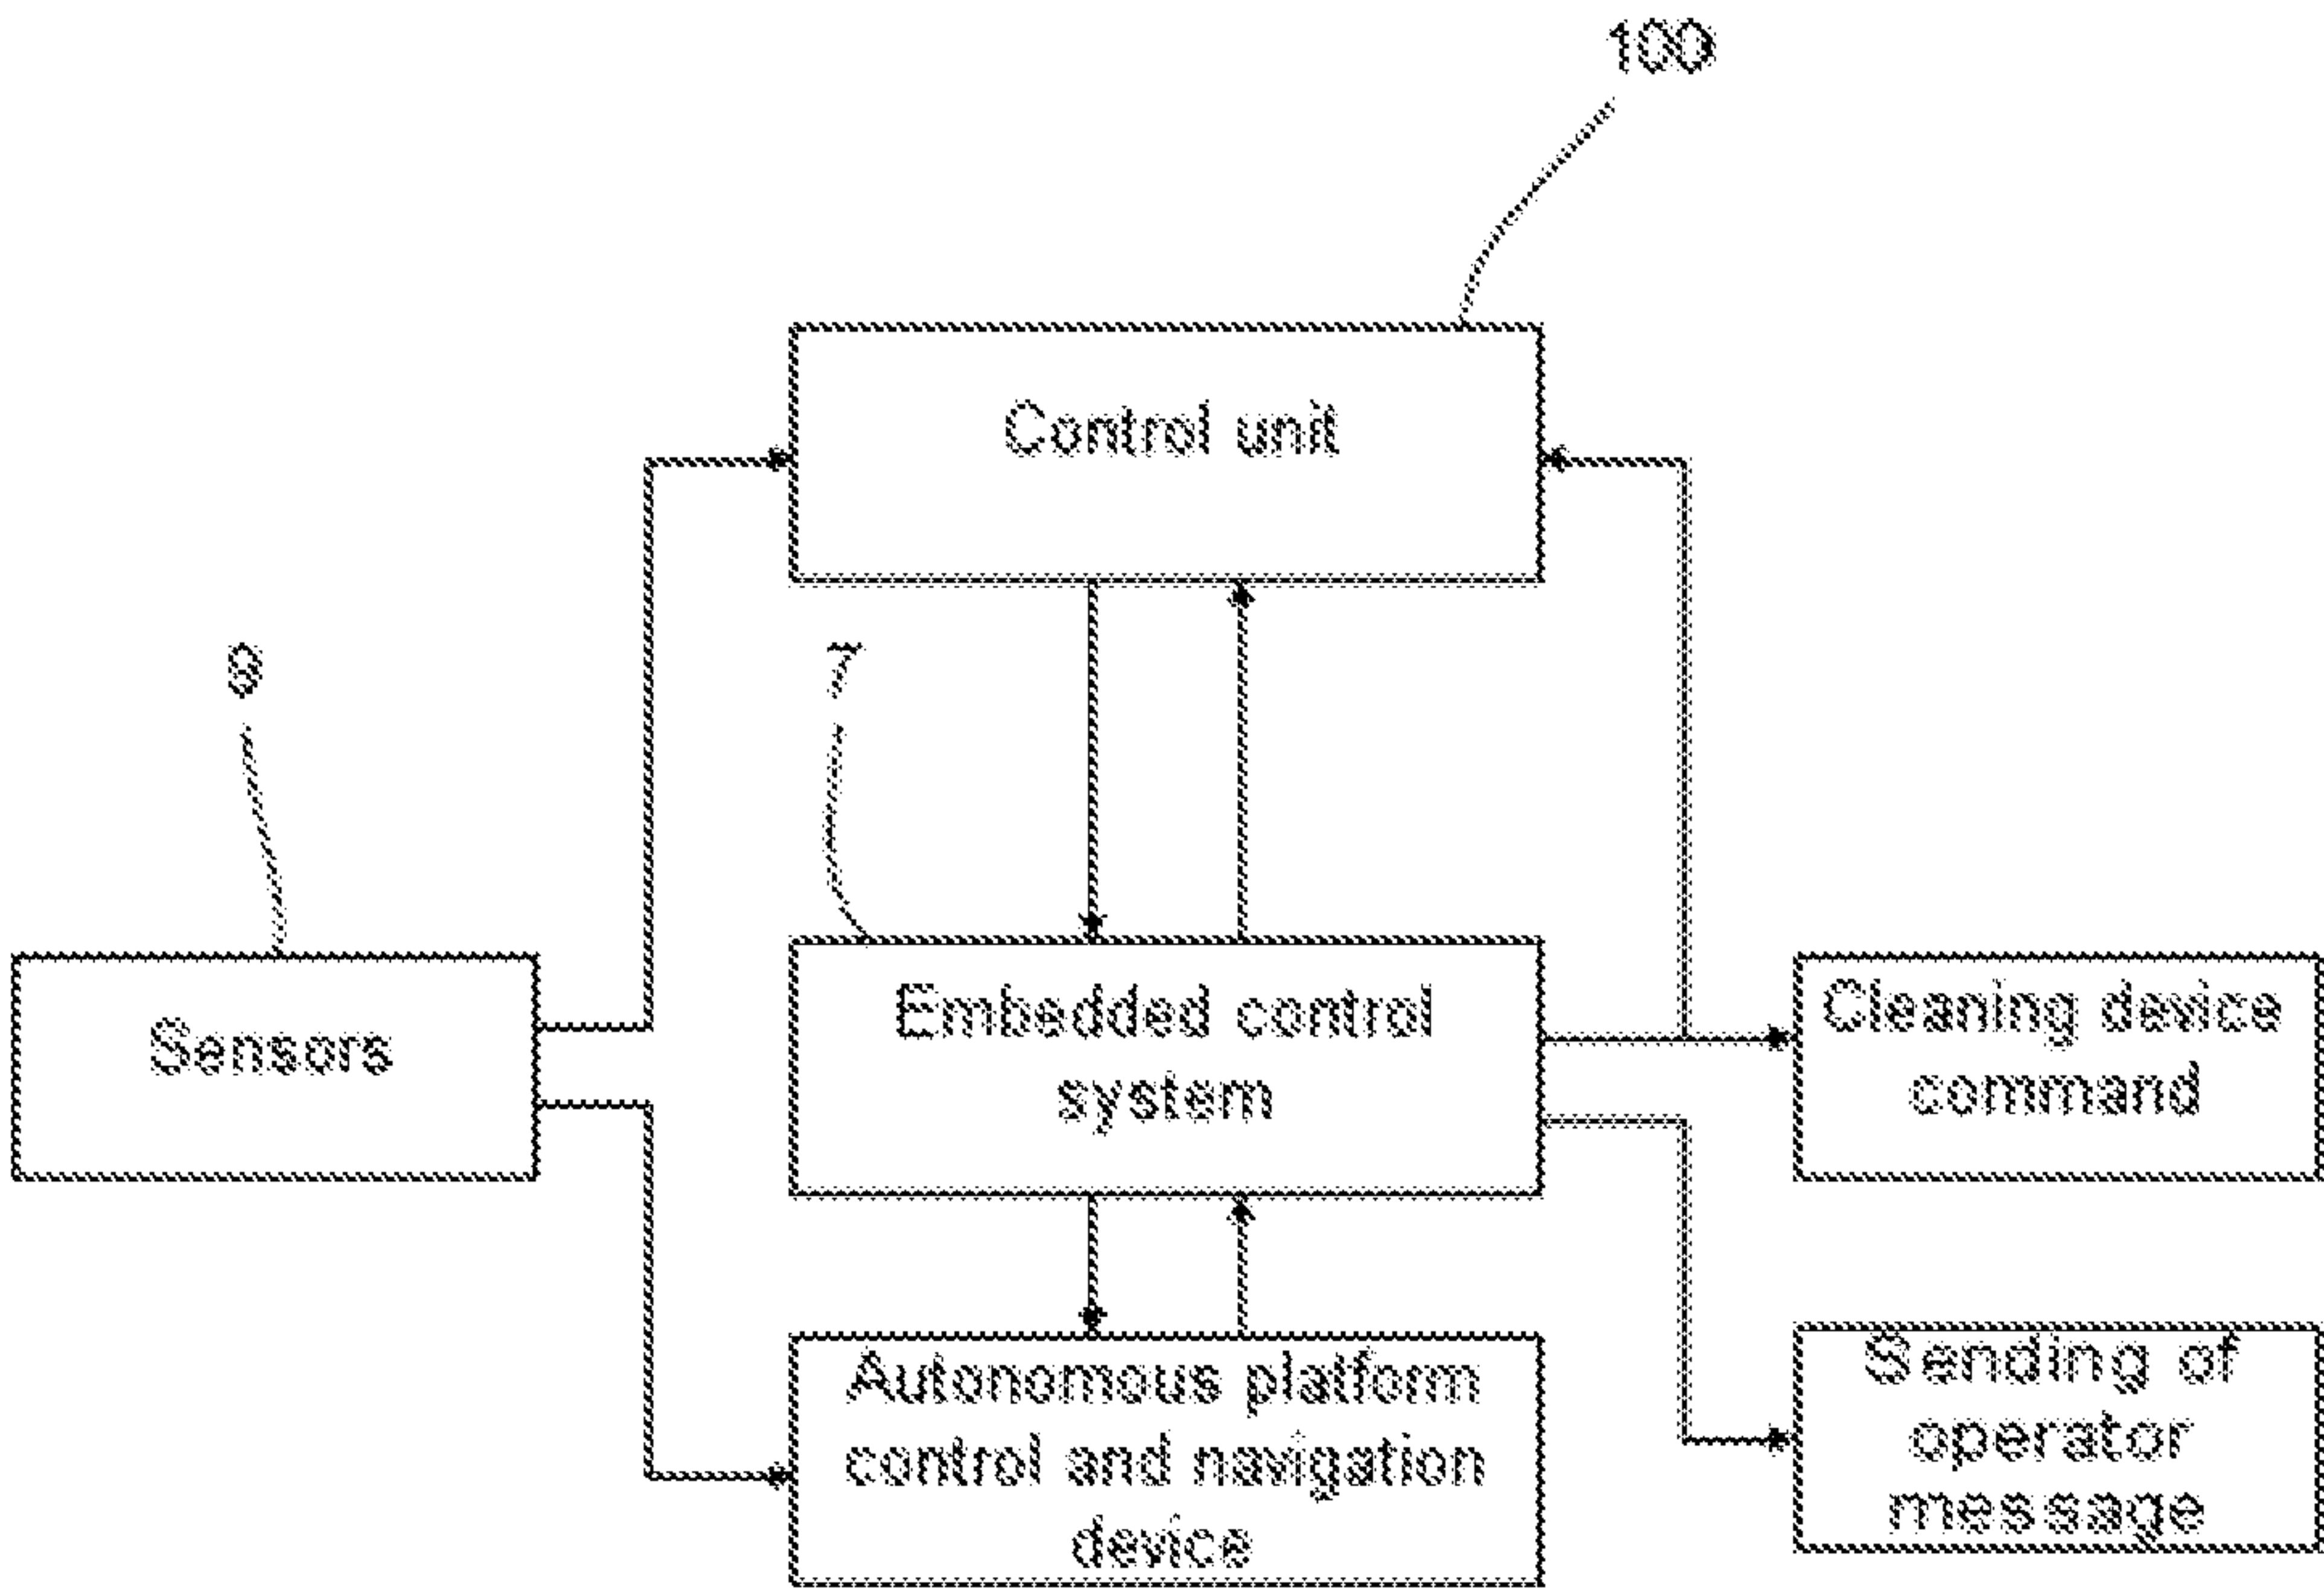 100
Control unit
7
Sensors
Embedded control
system
Cleaning device
command
Autonomous platform
control and navigation
device
Sending of
operator
message